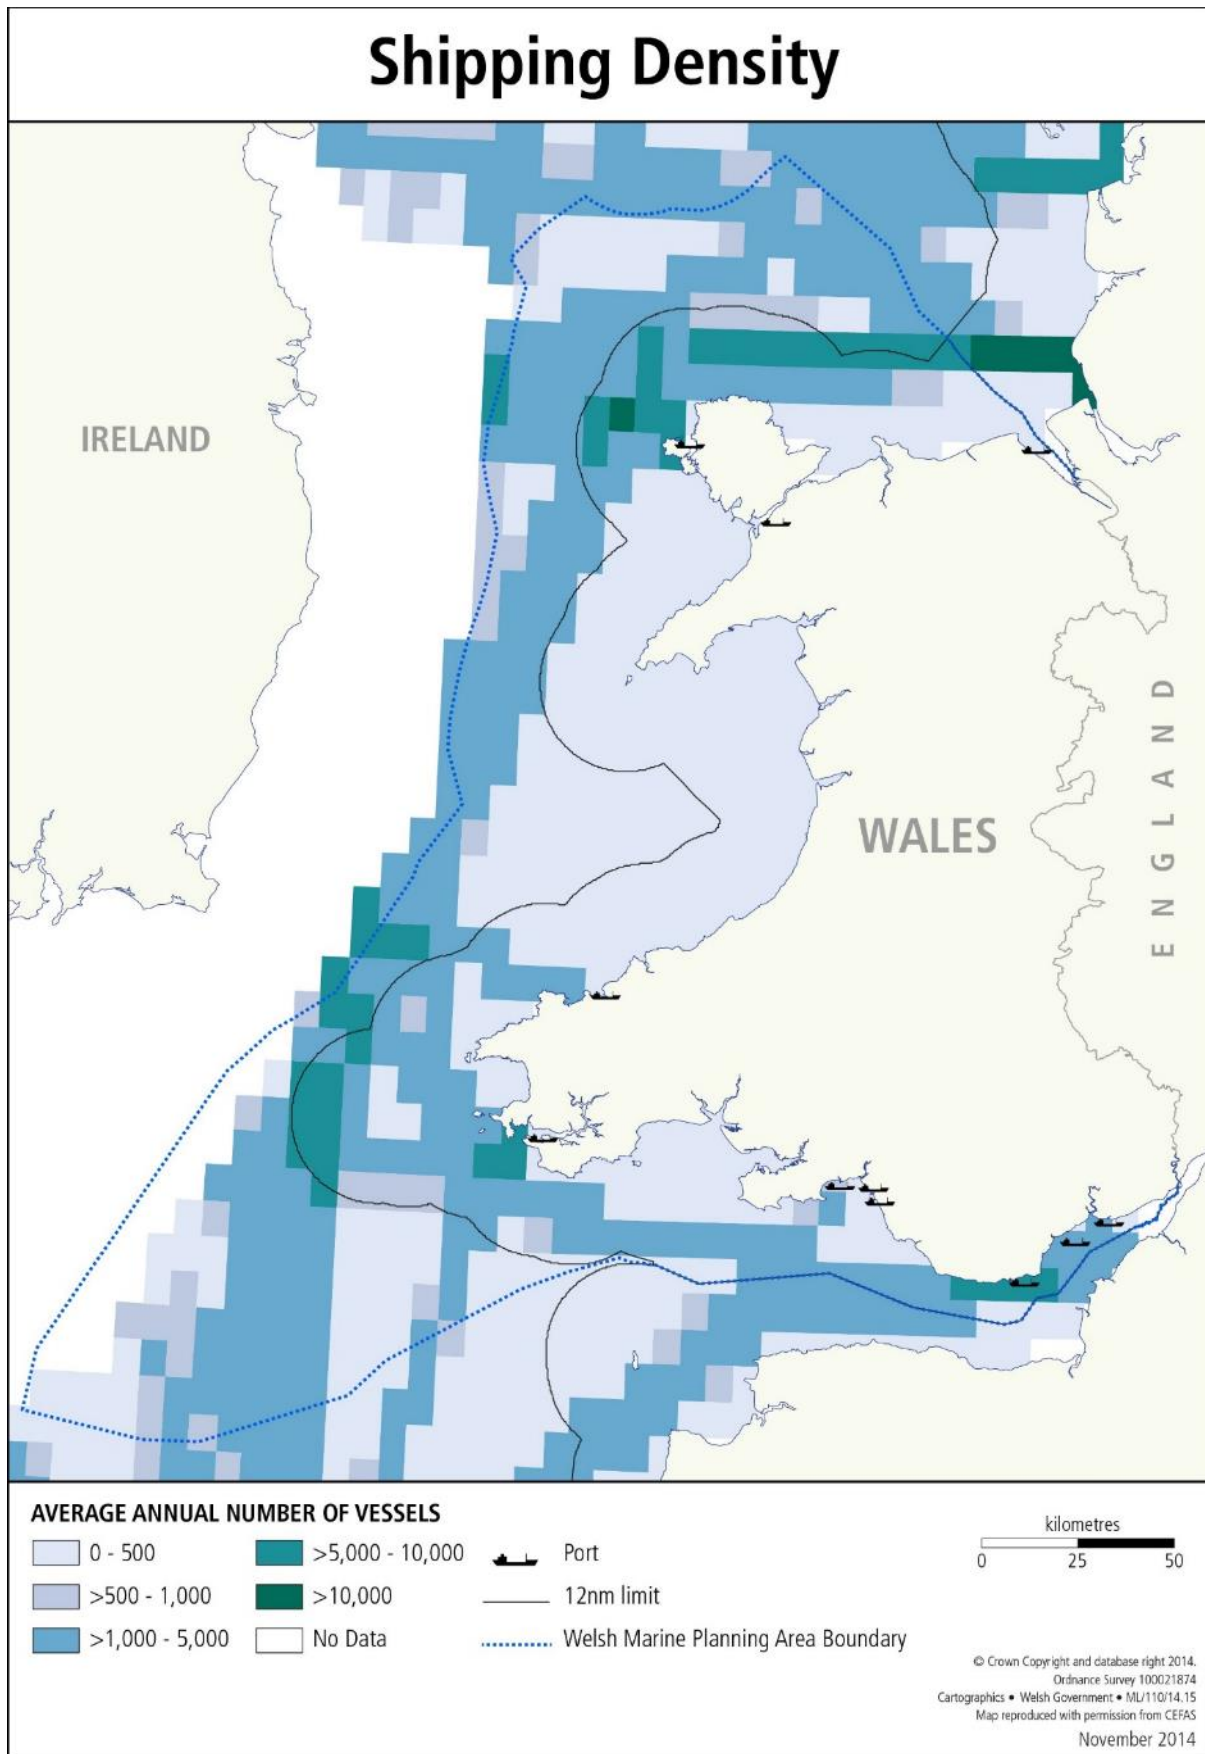 Shipping Density
IRELAND
WALES
ENGLAND
AVERAGE ANNUAL NUMBER OF VESSELS
0 - 500
>500 - 1,000
>1,000 - 5,000
>5,000 - 10,000
>10,000
No Data
Port
12nm limit
Welsh Marine Planning Area Boundary
kilometres
0 25 50
© Crown Copyright and database right 2014.
Ordnance Survey 100021874
Cartographics • Welsh Government • ML/110/14.15
Map reproduced with permission from CEFAS
November 2014